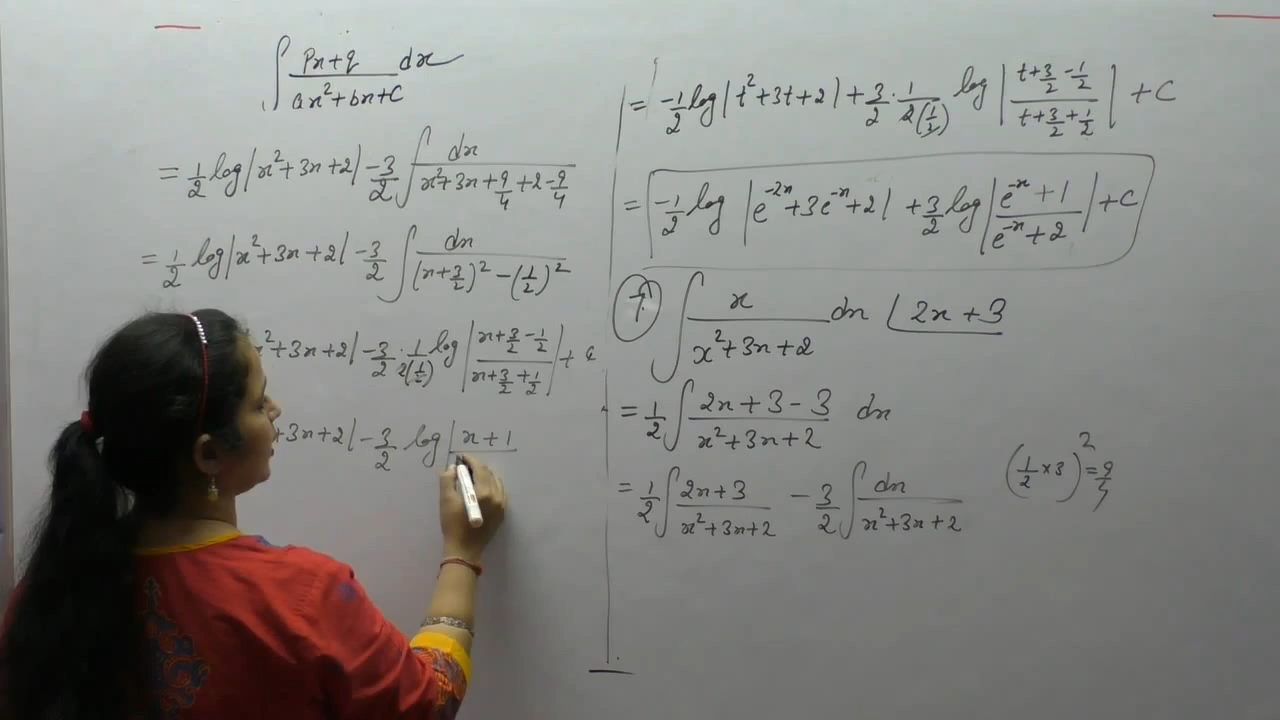 ∫ Px+q/ax²+bx+c dx
= 1/2 log|x²+3x+2| - 3/2 ∫ dx/x²+3x+9/4+2-9/4
= 1/2 log|x²+3x+2| - 3/2 ∫ dx/(x+3/2)²-(1/2)²
x²+3x+2| - 3/2 · 1/2(1/2) log|x+3/2-1/2/x+3/2+1/2| + c
+3x+2| - 3/2 log|x+1
= -1/2 log|t²+3t+2| + 3/2 · 1/2(1/2) log|t+3/2-1/2/t+3/2+1/2| + C
= -1/2 log |e^-2x+3e^-x+2| + 3/2 log|e^-x+1/e^-x+2| + C
7. ∫ x/x²+3x+2 dx 2x+3
= 1/2 ∫ 2x+3-3/x²+3x+2 dx
= 1/2 ∫ 2x+3/x²+3x+2 - 3/2 ∫ dx/x²+3x+2
(1/2×3)² = 9/4